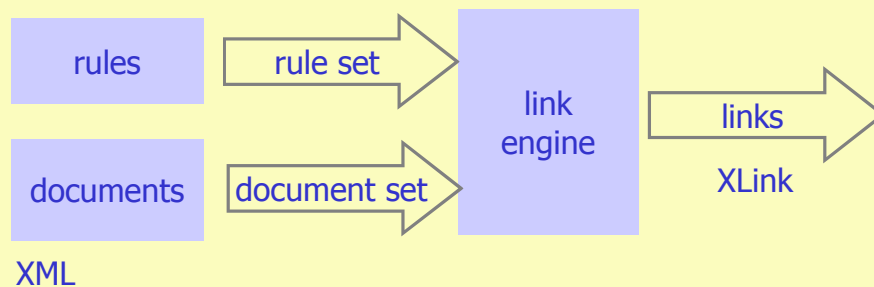 rules
rule set
link
engine
links
XLink
documents
document set
XML